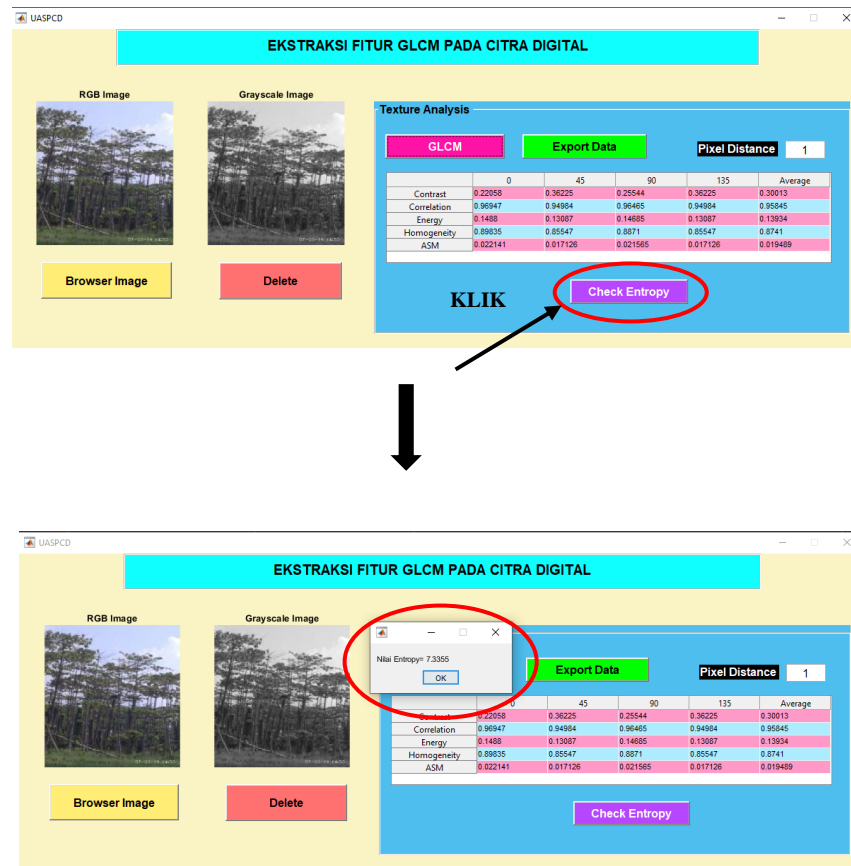 UASPCD
EKSTRAKSI FITUR GLCM PADA CITRA DIGITAL
RGB Image
Grayscale Image
Texture Analysis
GLCM
Export Data
Pixel Distance 1
0 45 90 135 Average
Contrast 0.22058 0.36225 0.25544 0.36225 0.30013
Correlation 0.96947 0.94984 0.96465 0.94984 0.95845
Energy 0.1488 0.13087 0.14685 0.13087 0.13934
Homogeneity 0.89835 0.85547 0.8871 0.85547 0.8741
ASM 0.022141 0.017126 0.021565 0.017126 0.019489
Browser Image
Delete
KLIK
Check Entropy
UASPCD
EKSTRAKSI FITUR GLCM PADA CITRA DIGITAL
RGB Image
Grayscale Image
Nilai Entropy= 7.3355
OK
Export Data
Pixel Distance 1
0 45 90 135 Average
Contrast 0.22058 0.36225 0.25544 0.36225 0.30013
Correlation 0.96947 0.94984 0.96465 0.94984 0.95845
Energy 0.1488 0.13087 0.14685 0.13087 0.13934
Homogeneity 0.89835 0.85547 0.8871 0.85547 0.8741
ASM 0.022141 0.017126 0.021565 0.017126 0.019489
Browser Image
Delete
Check Entropy